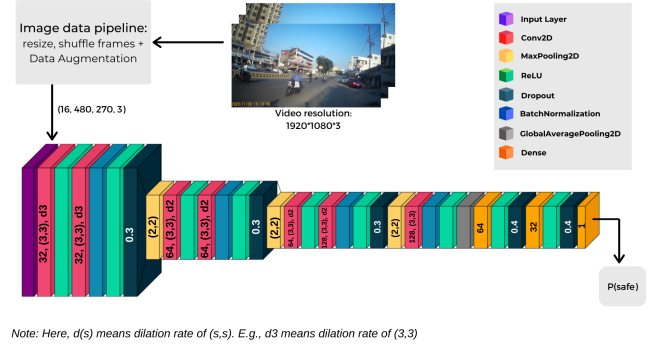 Image data pipeline:
resize, shuffle frames +
Data Augmentation
Video resolution:
1920*1080*3
(16, 480, 270, 3)
Input Layer
Conv2D
MaxPooling2D
ReLU
Dropout
BatchNormalization
GlobalAveragePooling2D
Dense
32, (3,3), d3
32, (3,3), d3
0.3
(2,2)
64, (3,3), d2
64, (3,3), d2
0.3
(2,2)
64, (3,3), d2
128, (3,3), d2
0.3
(2,2)
128, (3,3)
64
0.4
32
0.4
1
P(safe)
Note: Here, d(s) means dilation rate of (s,s). E.g., d3 means dilation rate of (3,3)